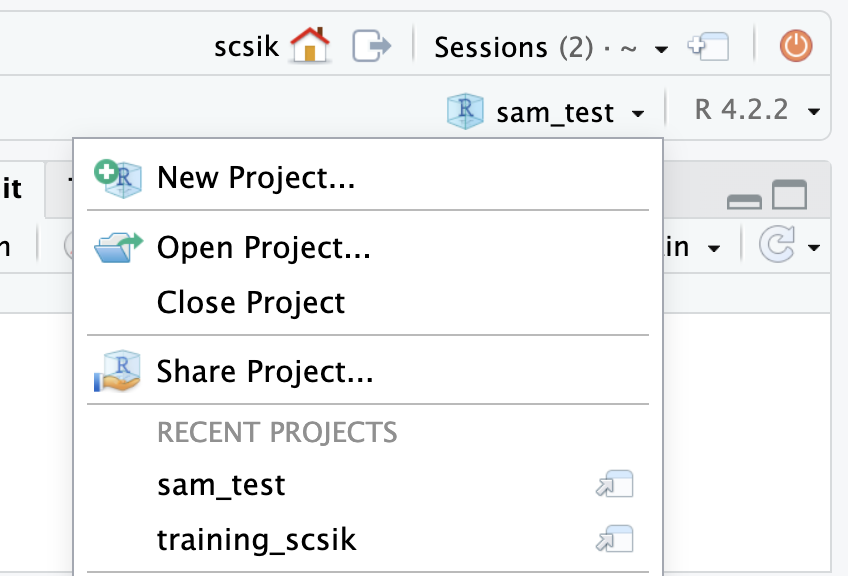 scsik Sessions (2) · ~
sam_test R 4.2.2
New Project...
it
Open Project...
n in
Close Project
Share Project...
RECENT PROJECTS
sam_test
training_scsik